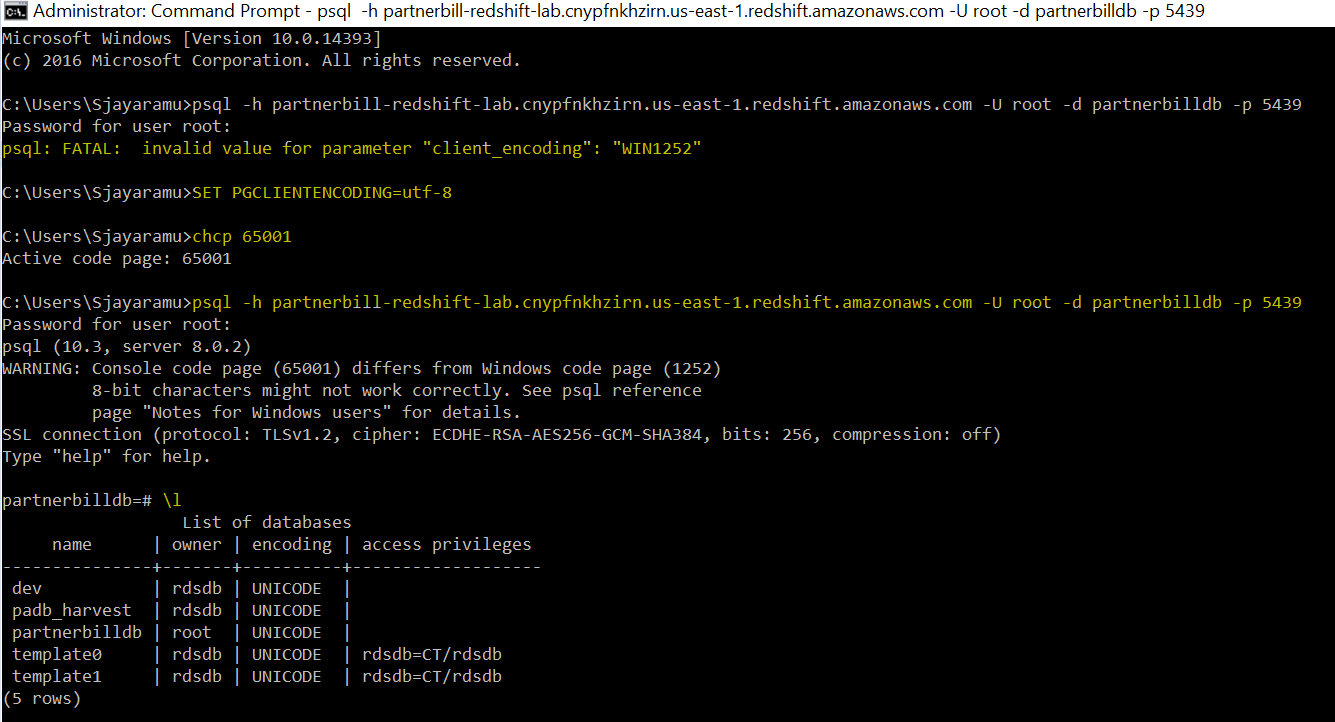 Administrator: Command Prompt - psql  -h partnerbill-redshift-lab.cnypfnkhzirn.us-east-1.redshift.amazonaws.com -U root -d partnerbilldb -p 5439
Microsoft Windows [Version 10.0.14393]
(c) 2016 Microsoft Corporation. All rights reserved.
C:\Users\Sjayaramu>psql -h partnerbill-redshift-lab.cnypfnkhzirn.us-east-1.redshift.amazonaws.com -U root -d partnerbilldb -p 5439
Password for user root:
psql: FATAL:  invalid value for parameter "client_encoding": "WIN1252"
C:\Users\Sjayaramu>SET PGCLIENTENCODING=utf-8
C:\Users\Sjayaramu>chcp 65001
Active code page: 65001
C:\Users\Sjayaramu>psql -h partnerbill-redshift-lab.cnypfnkhzirn.us-east-1.redshift.amazonaws.com -U root -d partnerbilldb -p 5439
Password for user root:
psql (10.3, server 8.0.2)
WARNING: Console code page (65001) differs from Windows code page (1252)
         8-bit characters might not work correctly. See psql reference
         page "Notes for Windows users" for details.
SSL connection (protocol: TLSv1.2, cipher: ECDHE-RSA-AES256-GCM-SHA384, bits: 256, compression: off)
Type "help" for help.
partnerbilldb=# \l
                  List of databases
     name      | owner | encoding | access privileges
---------------+-------+----------+-------------------
 dev           | rdsdb | UNICODE  |
 padb_harvest  | rdsdb | UNICODE  |
 partnerbilldb | root  | UNICODE  |
 template0     | rdsdb | UNICODE  | rdsdb=CT/rdsdb
 template1     | rdsdb | UNICODE  | rdsdb=CT/rdsdb
(5 rows)